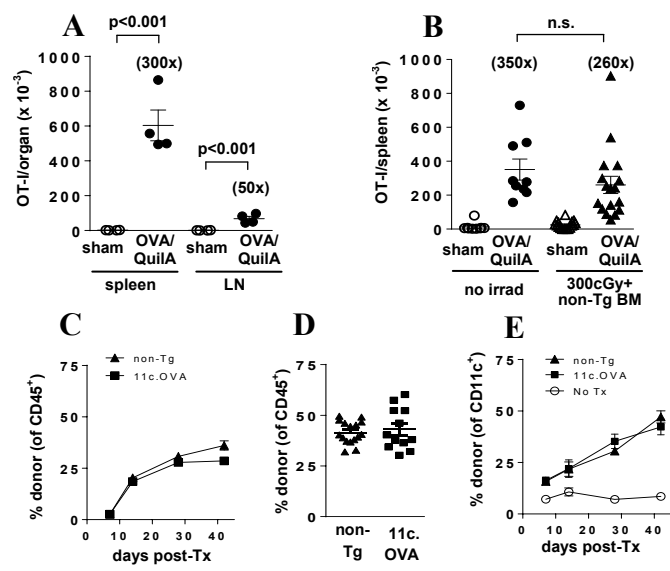 A
p<0.001
(300x)
OT-I/organ (x 10⁻³)
1000
800
600
400
200
0
p<0.001
(50x)
sham
OVA/
QuilA
sham
OVA/
QuilA
spleen
LN
B
n.s.
(350x)
(260x)
OT-I/spleen (x 10⁻³)
1000
800
600
400
200
0
sham
OVA/
QuilA
sham
OVA/
QuilA
no irrad
300cGy+
non-Tg BM
C
% donor (of CD45⁺)
75
50
25
0
non-Tg
11c.OVA
0
10
20
30
40
days post-Tx
D
% donor (of CD45⁺)
75
50
25
0
non-
Tg
11c.
OVA
E
% donor (of CD11c⁺)
75
50
25
0
non-Tg
11c.OVA
No Tx
0
10
20
30
40
days post-Tx